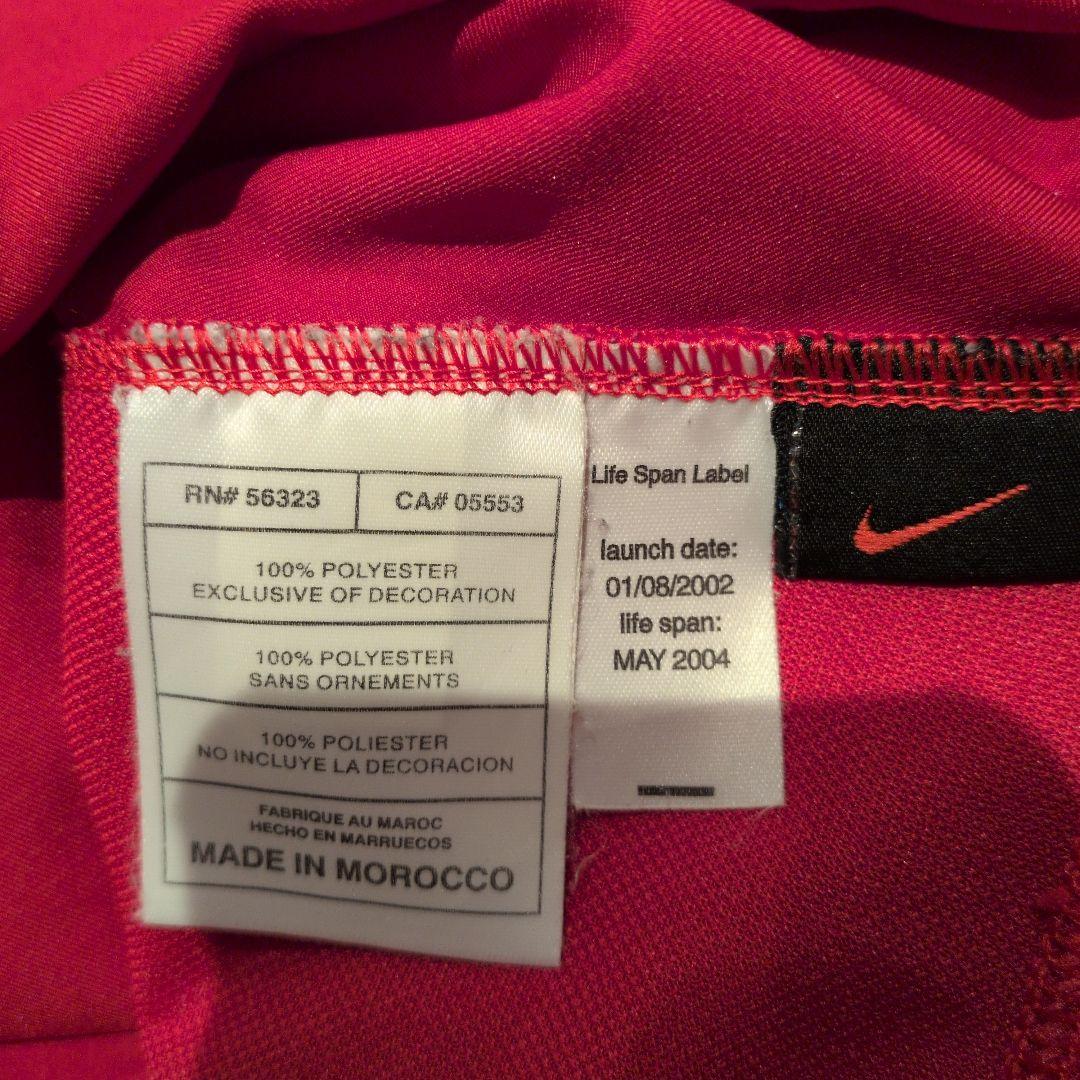 RN# 56323
CA# 05553
100% POLYESTER
EXCLUSIVE OF DECORATION
100% POLYESTER
SANS ORNEMENTS
100% POLIESTER
NO INCLUYE LA DECORACION
FABRIQUE AU MAROC
HECHO EN MARRUECOS
MADE IN MOROCCO
Life Span Label
launch date:
01/08/2002
life span:
MAY 2004